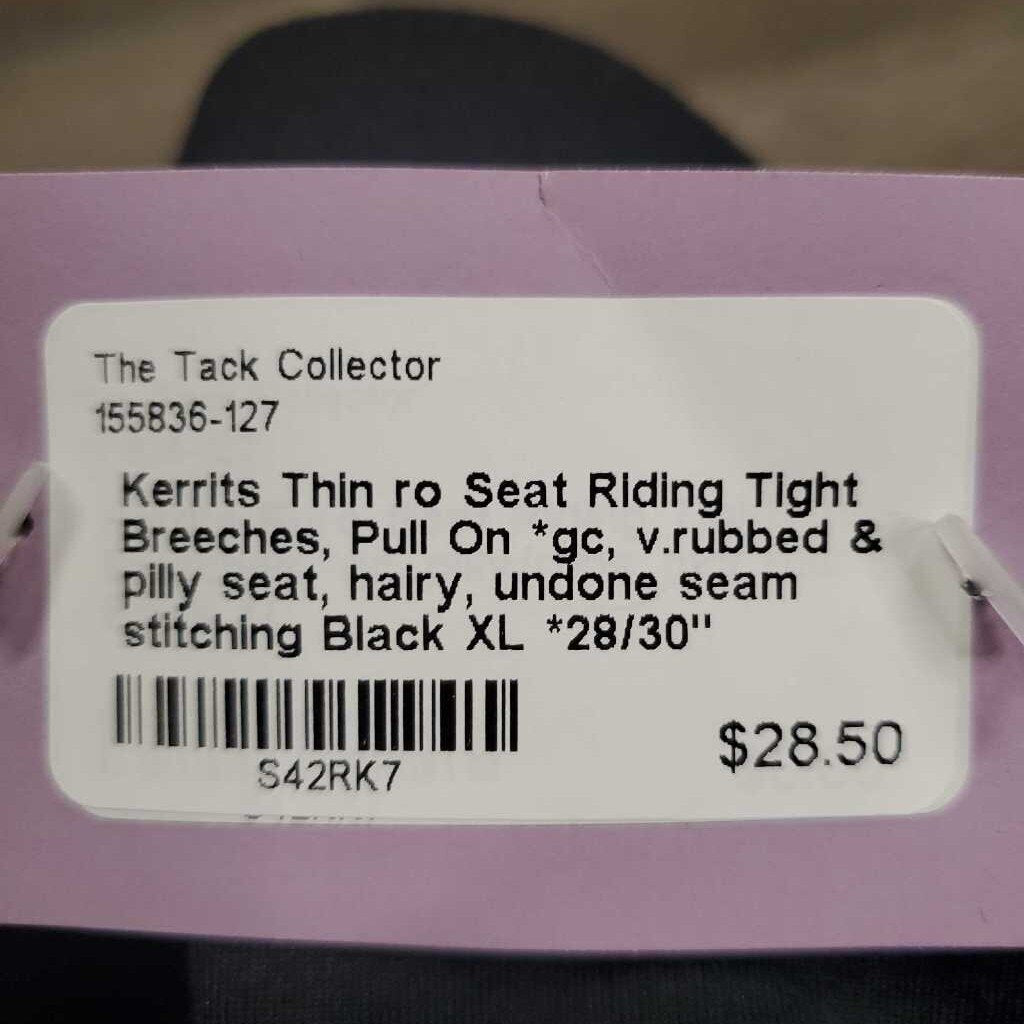 The Tack Collector
155836-127
Kerrits Thin ro Seat Riding Tight
Breeches, Pull On *gc, v.rubbed &
pilly seat, hairy, undone seam
stitching Black XL *28/30"
$28.50
S42RK7